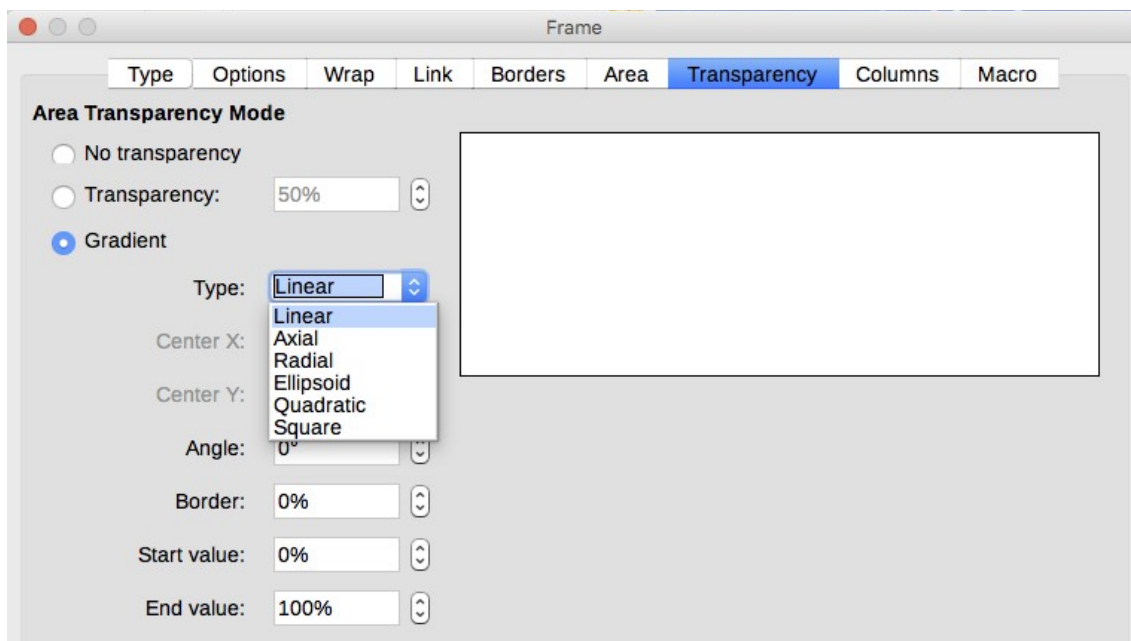 Frame
Type Options Wrap Link Borders Area Transparency Columns Macro
Area Transparency Mode
No transparency
Transparency: 50%
Gradient
Type: Linear
Linear
Axial
Center X:
Radial
Ellipsoid
Center Y:
Quadratic
Square
Angle: 0°
Border: 0%
Start value: 0%
End value: 100%